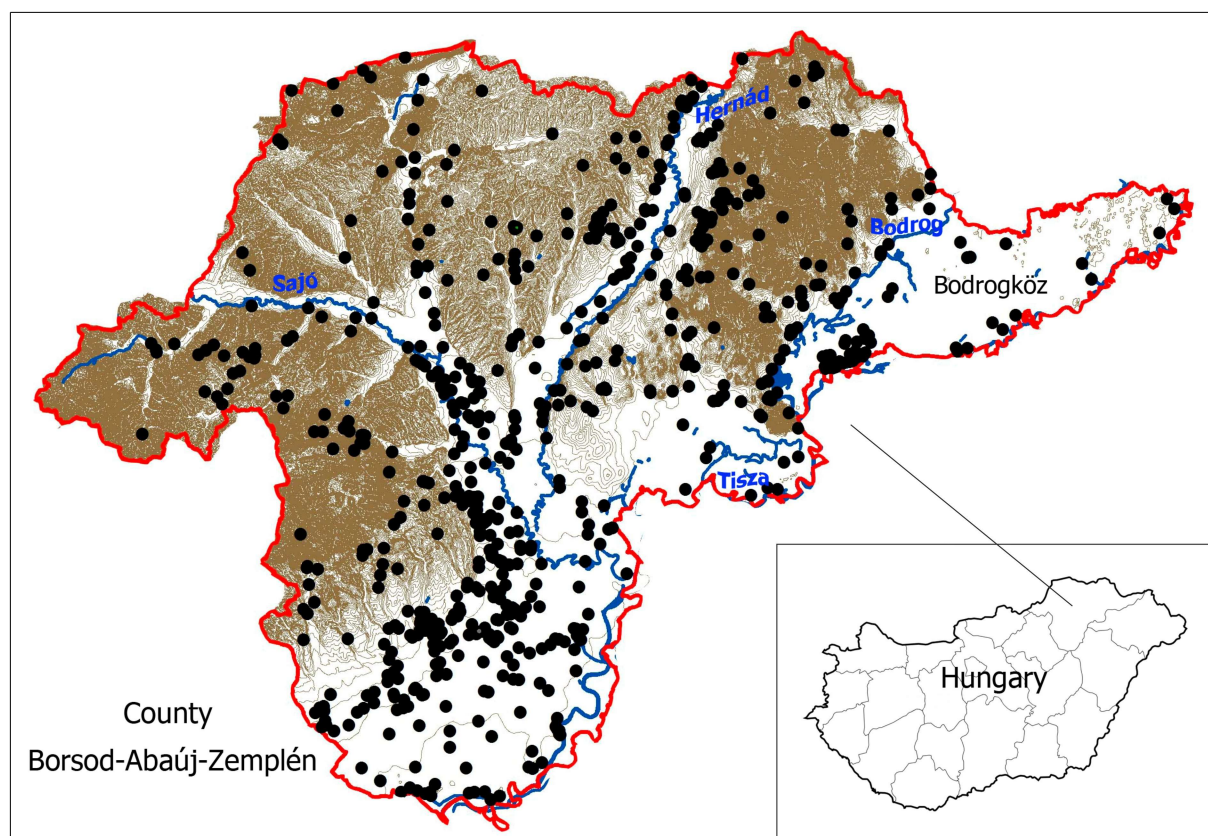 Hernád
Bodrog
Sajó
Bodrogköz
Tisza
Hungary
County
Borsod-Abaúj-Zemplén